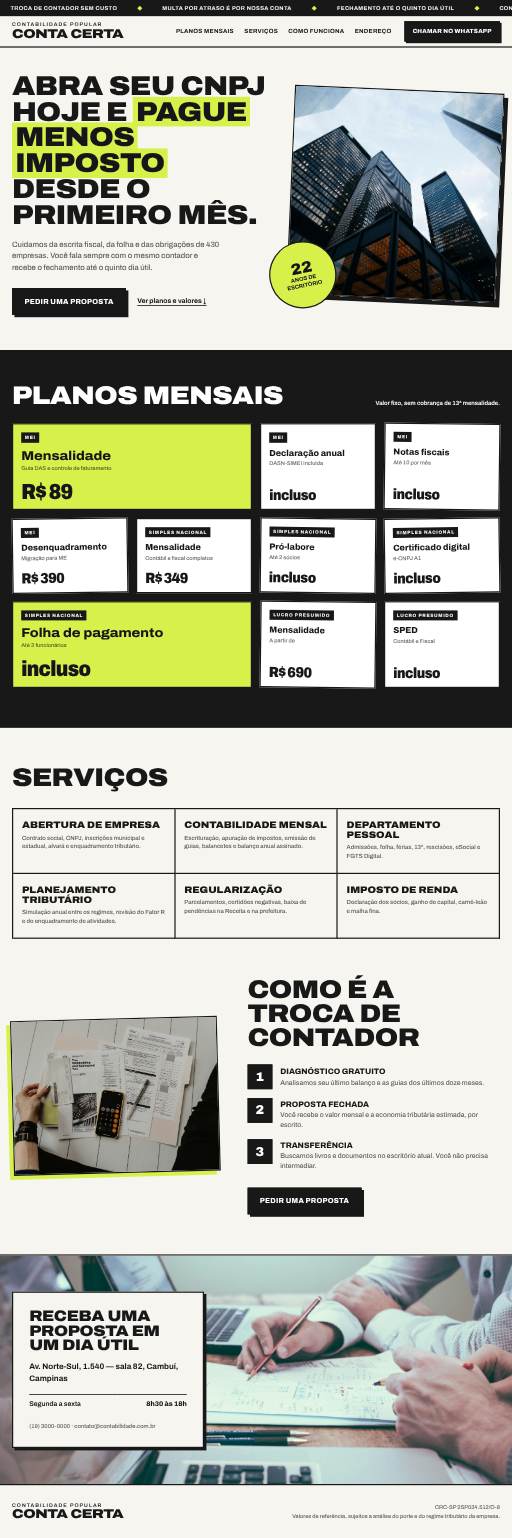 TROCA DE CONTADOR SEM CUSTO ◆ MULTA POR ATRASO É POR NOSSA CONTA ◆ FECHAMENTO ATÉ O QUINTO DIA ÚTIL ◆
CONTABILIDADE POPULAR
CONTA CERTA
PLANOS MENSAIS SERVIÇOS COMO FUNCIONA ENDEREÇO CHAMAR NO WHATSAPP
ABRA SEU CNPJ
HOJE E PAGUE
MENOS
IMPOSTO
DESDE O
PRIMEIRO MÊS.
Cuidamos da escrita fiscal, da folha e das obrigações de 430
empresas. Você fala sempre com o mesmo contador e
recebe o fechamento até o quinto dia útil.
PEDIR UMA PROPOSTA
Ver planos e valores ↓
22
ANOS DE
ESCRITÓRIO
PLANOS MENSAIS
Valor fixo, sem cobrança de 13ª mensalidade.
MEI
Mensalidade
Guia DAS e controle de faturamento
R$ 89
MEI
Declaração anual
DASN-SIMEI incluída
incluso
MEI
Notas fiscais
Até 10 por mês
incluso
MEI
Desenquadramento
Migração para ME
R$ 390
SIMPLES NACIONAL
Mensalidade
Contábil e fiscal completos
R$ 349
SIMPLES NACIONAL
Pró-labore
Até 2 sócios
incluso
SIMPLES NACIONAL
Certificado digital
e-CNPJ A1
incluso
SIMPLES NACIONAL
Folha de pagamento
Até 3 funcionários
incluso
LUCRO PRESUMIDO
Mensalidade
A partir de
R$ 690
LUCRO PRESUMIDO
SPED
Contábil e Fiscal
incluso
SERVIÇOS
ABERTURA DE EMPRESA
Contrato social, CNPJ, inscrições municipal e
estadual, alvará e enquadramento tributário.
CONTABILIDADE MENSAL
Escrituração, apuração de impostos, emissão de
guias, balancetes e balanço anual assinado.
DEPARTAMENTO
PESSOAL
Admissões, folha, férias, 13º, rescisões, eSocial e
FGTS Digital.
PLANEJAMENTO
TRIBUTÁRIO
Simulação anual entre os regimes, revisão do Fator R
e do enquadramento de atividades.
REGULARIZAÇÃO
Parcelamentos, certidões negativas, baixa de
pendências na Receita e na prefeitura.
IMPOSTO DE RENDA
Declaração dos sócios, ganho de capital, carnê-leão
e malha fina.
COMO É A
TROCA DE
CONTADOR
1
DIAGNÓSTICO GRATUITO
Analisamos seu último balanço e as guias dos últimos doze meses.
2
PROPOSTA FECHADA
Você recebe o valor mensal e a economia tributária estimada, por
escrito.
3
TRANSFERÊNCIA
Buscamos livros e documentos no escritório atual. Você não precisa
intermediar.
PEDIR UMA PROPOSTA
RECEBA UMA
PROPOSTA EM
UM DIA ÚTIL
Av. Norte-Sul, 1.540 — sala 82, Cambuí,
Campinas
Segunda a sexta 8h30 às 18h
(19) 3000-0000 · contato@contabilidade.com.br
CONTABILIDADE POPULAR
CONTA CERTA
Valores de referência, sujeitos a análise do porte e do regime tributário da empresa.